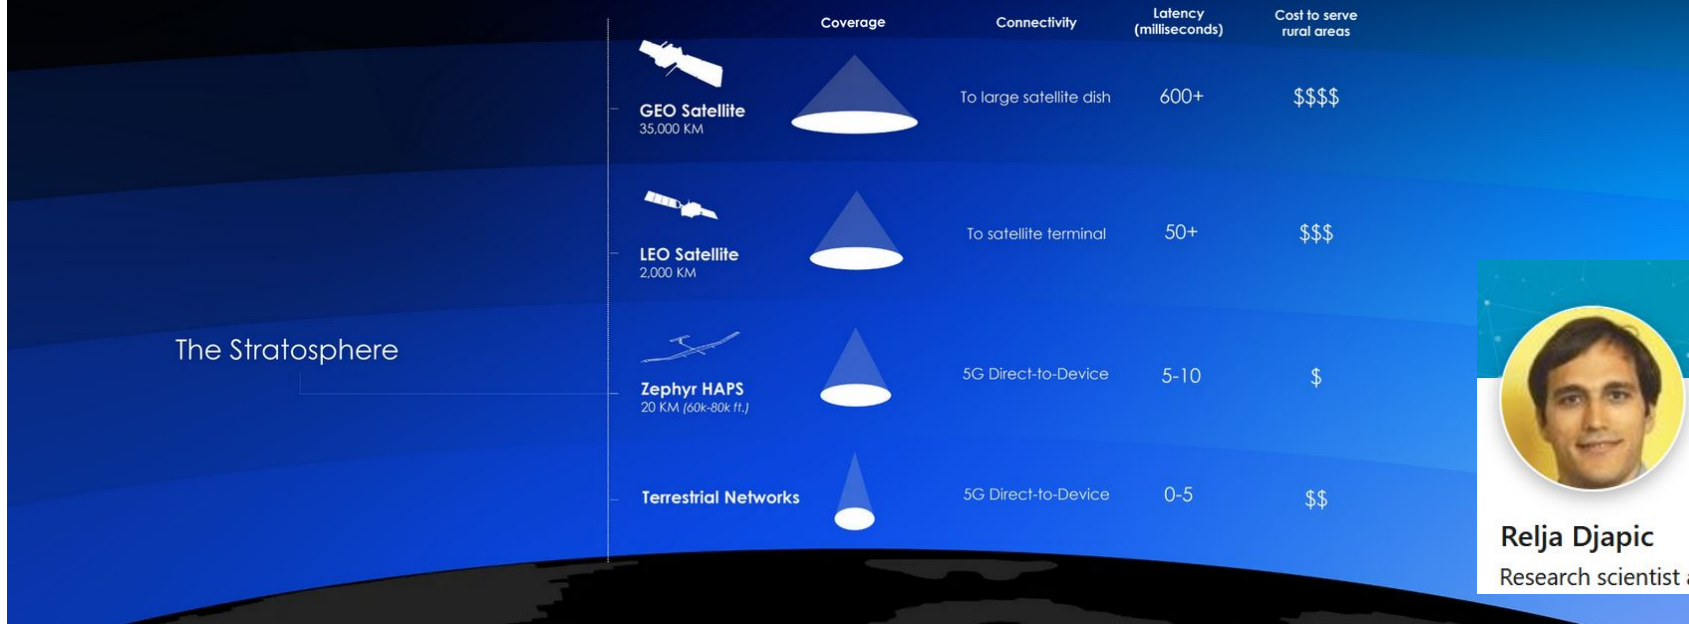 Coverage
Connectivity
Latency
(milliseconds)
Cost to serve
rural areas
GEO Satellite
35,000 KM
To large satellite dish
600+
$$$$
LEO Satellite
2,000 KM
To satellite terminal
50+
$$$
The Stratosphere
Zephyr HAPS
20 KM (60k-80k ft.)
5G Direct-to-Device
5-10
$
Terrestrial Networks
5G Direct-to-Device
0-5
$$
Relja Djapic
Research scientist a